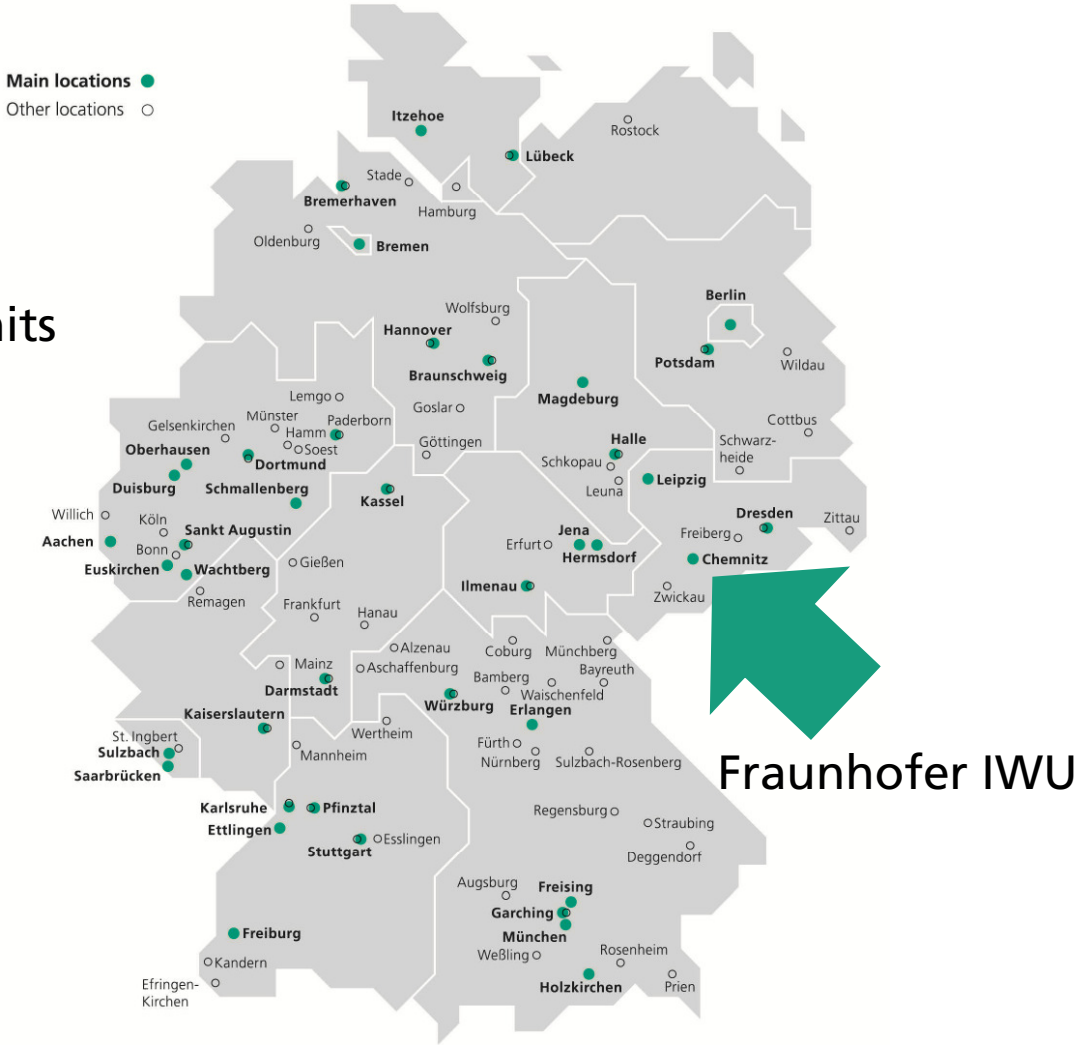 Main locations
Other locations
Itzehoe
Rostock
Lübeck
Stade
Bremerhaven
Hamburg
Oldenburg
Bremen
nits
Berlin
Wolfsburg
Hannover
Potsdam
Wildau
Braunschweig
Magdeburg
Lemgo
Goslar
Münster
Paderborn
Gelsenkirchen
Hamm
Cottbus
Oberhausen
Soest
Göttingen
Halle
Schwarz-
heide
Dortmund
Schkopau
Duisburg
Schmallenberg
Kassel
Leuna
Leipzig
Willich
Köln
Sankt Augustin
Dresden
Zittau
Aachen
Bonn
Erfurt
Jena
Freiberg
Euskirchen
Wachtberg
Gießen
Hermsdorf
Chemnitz
Remagen
Ilmenau
Zwickau
Frankfurt
Hanau
Alzenau
Coburg
Münchberg
Mainz
Aschaffenburg
Bamberg
Bayreuth
Darmstadt
Würzburg
Waischenfeld
Kaiserslautern
Erlangen
Wertheim
St. Ingbert
Fürth
Sulzbach
Mannheim
Nürnberg
Sulzbach-Rosenberg
Saarbrücken
Fraunhofer IWU
Karlsruhe
Pfinztal
Regensburg
Straubing
Ettlingen
Stuttgart
Esslingen
Deggendorf
Augsburg
Freising
Garching
Freiburg
München
Weßling
Rosenheim
Kandern
Efringen-
Kirchen
Holzkirchen
Prien